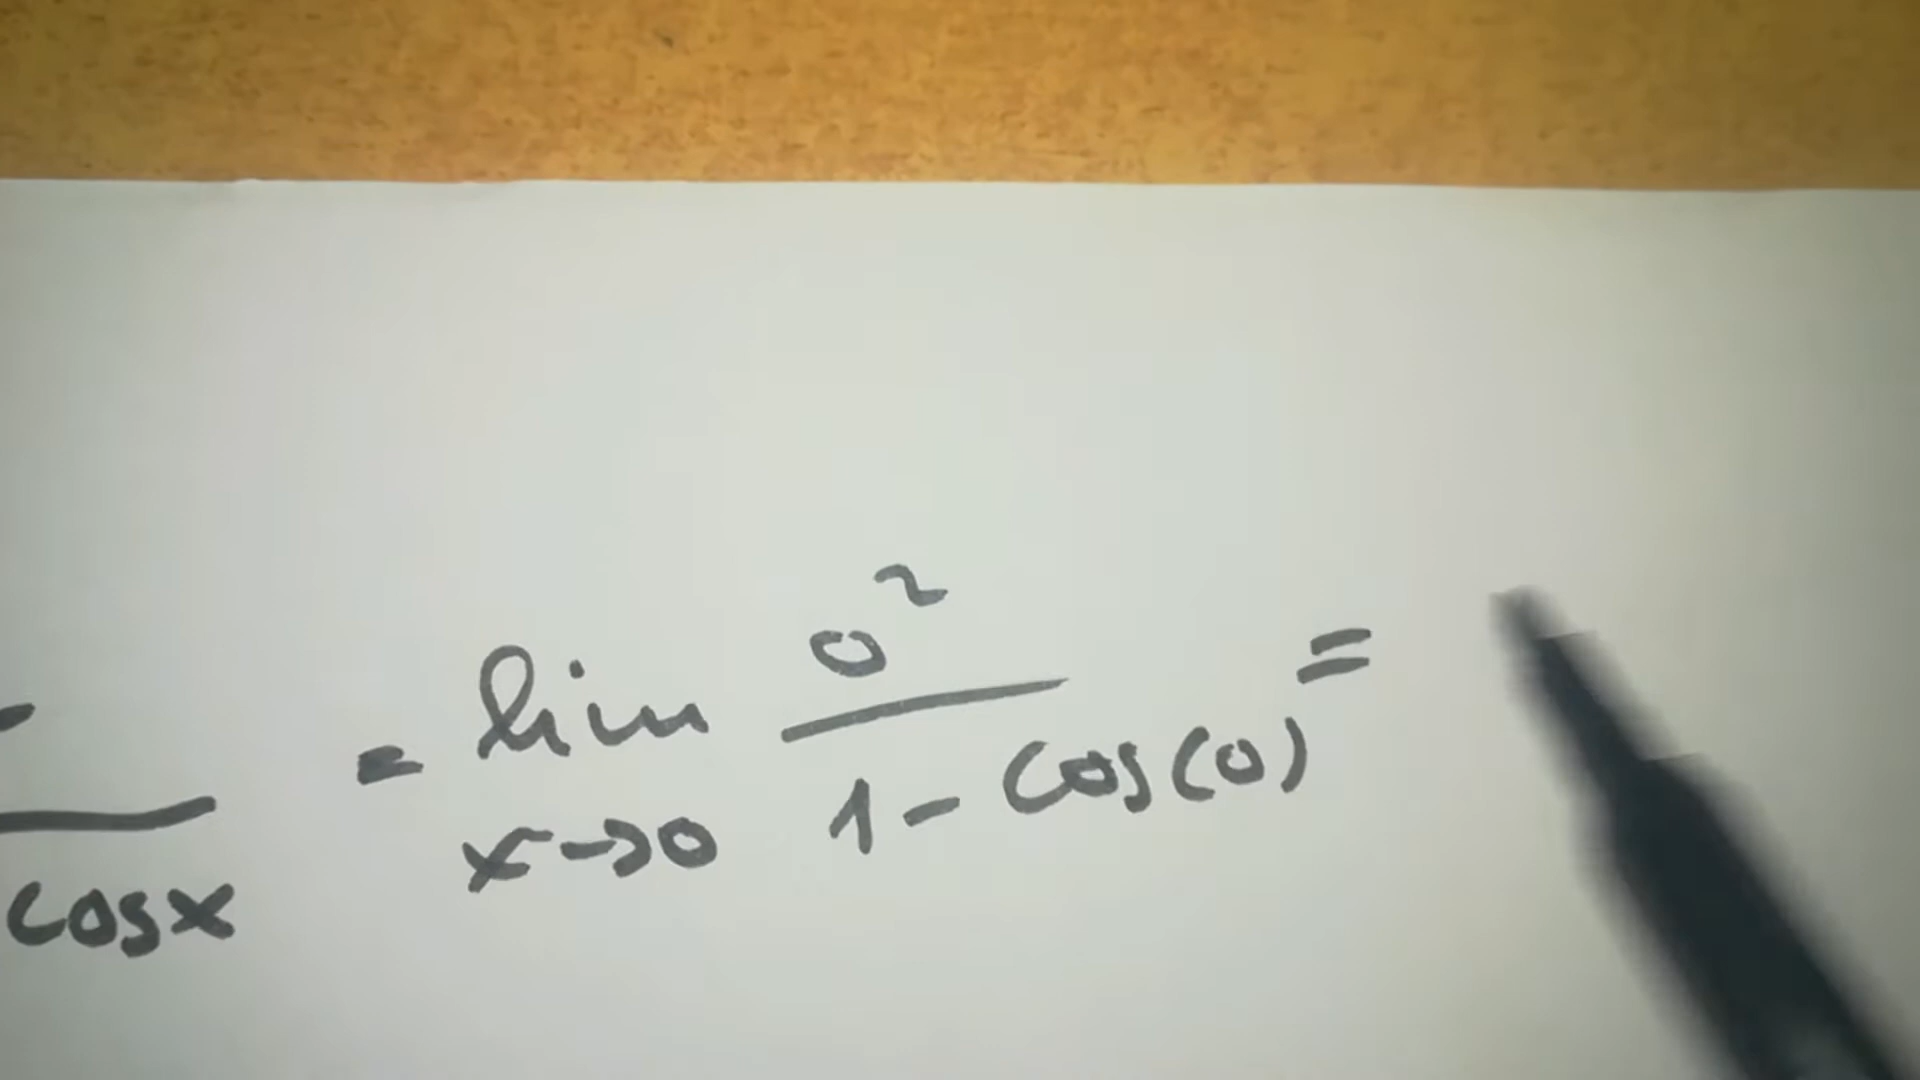 = lim 0² / 1 - cos(0) =
x→0
cosx